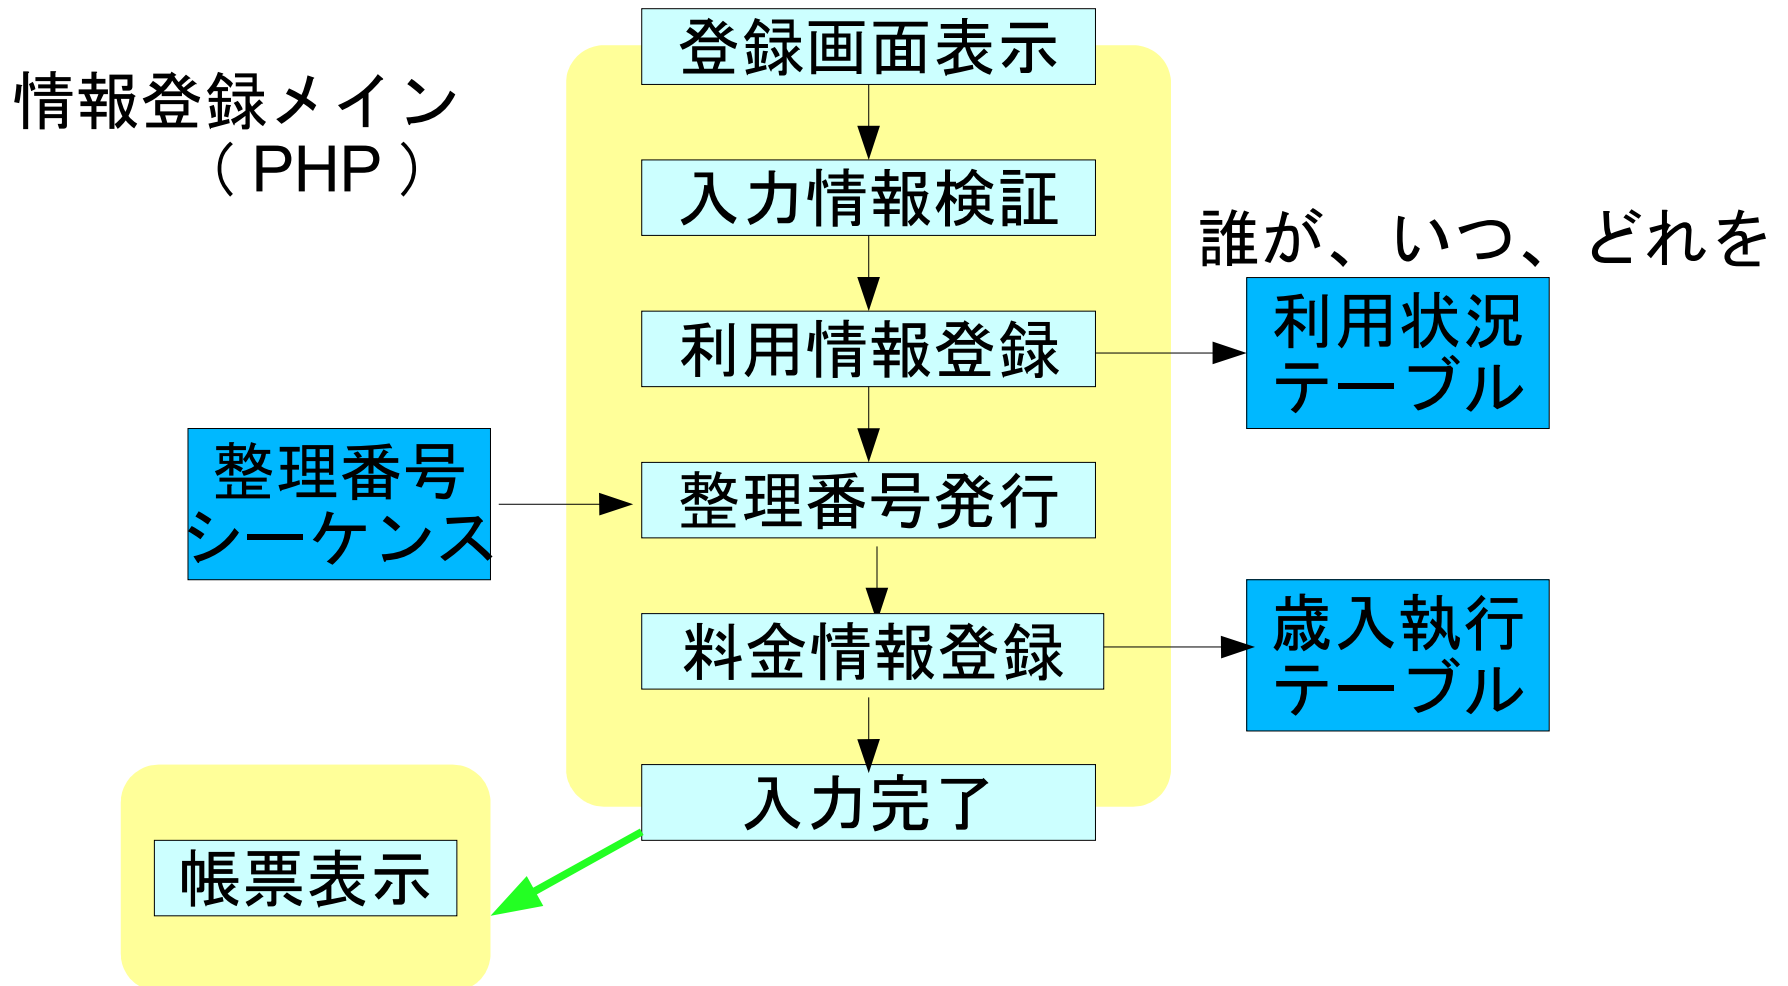 登録画面表示
情報登録メイン
（PHP）
入力情報検証
誰が、いつ、どれを
利用情報登録
利用状況
テーブル
整理番号
シーケンス
整理番号発行
料金情報登録
歳入執行
テーブル
入力完了
帳票表示